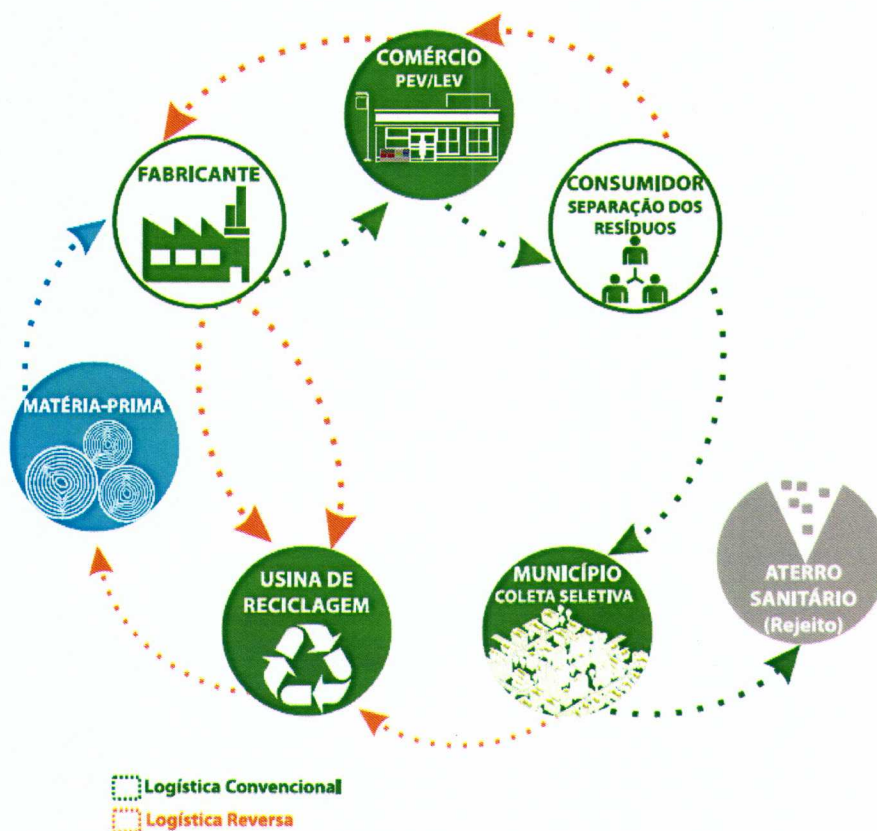 COMÉRCIO
PEV/LEV
FABRICANTE
CONSUMIDOR
SEPARAÇÃO DOS
RESÍDUOS
MATÉRIA-PRIMA
USINA DE
RECICLAGEM
MUNICÍPIO
COLETA SELETIVA
ATERRO
SANITÁRIO
(Rejeito)
Logística Convencional
Logística Reversa